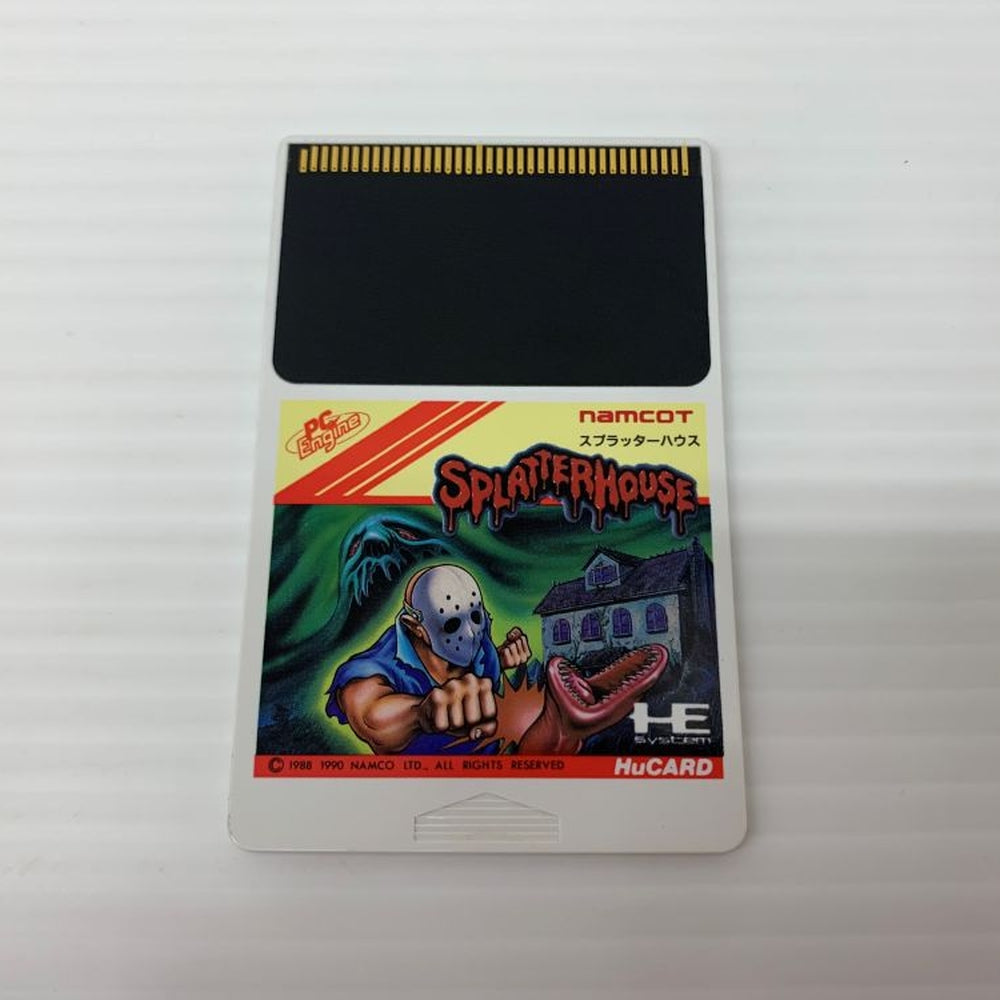 PC
Engine
namcoT
スプラッターハウス
SPLATTERHOUSE
HE
system
© 1988 1990 NAMCO LTD., ALL RIGHTS RESERVED
HuCARD